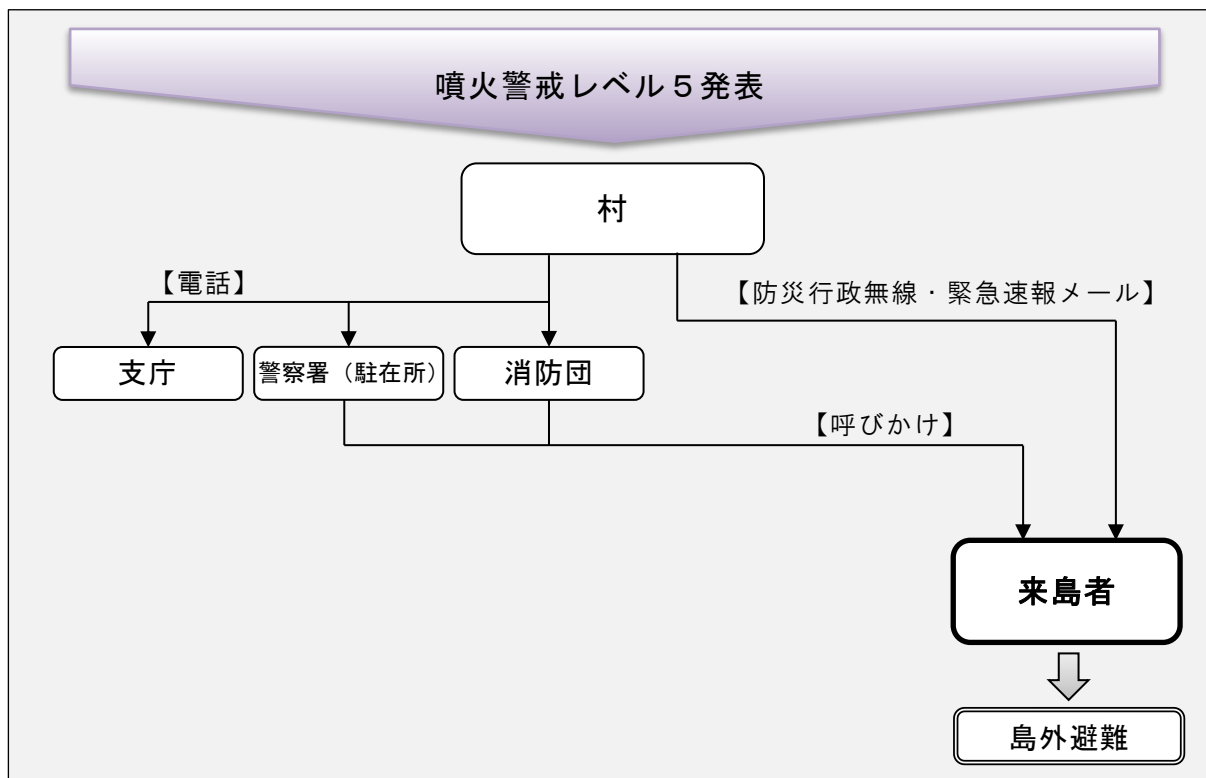 噴火警戒レベル５発表
村
【電話】
【防災行政無線・緊急速報メール】
支庁
警察署（駐在所）
消防団
【呼びかけ】
来島者
島外避難